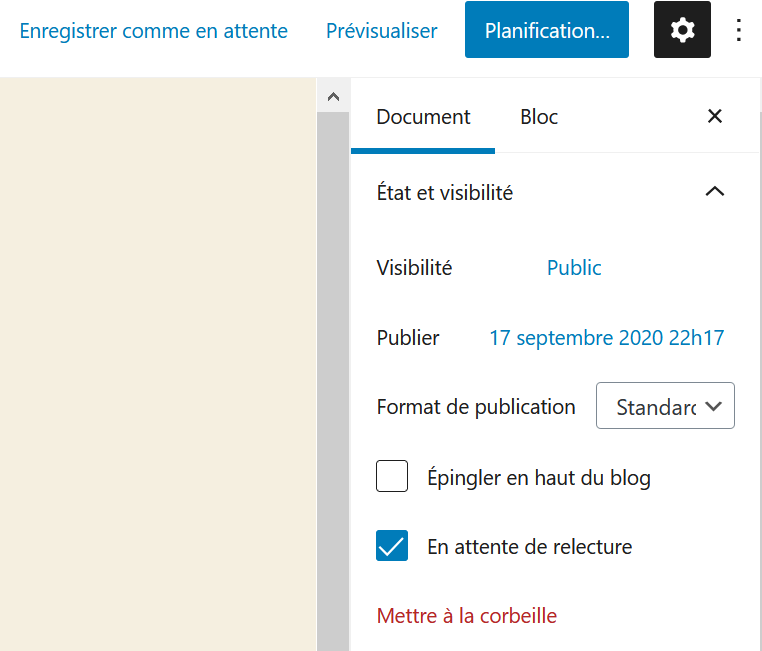 Enregistrer comme en attente Prévisualiser Planification...
Document Bloc
État et visibilité
Visibilité Public
Publier 17 septembre 2020 22h17
Format de publication Standard
Épingler en haut du blog
En attente de relecture
Mettre à la corbeille